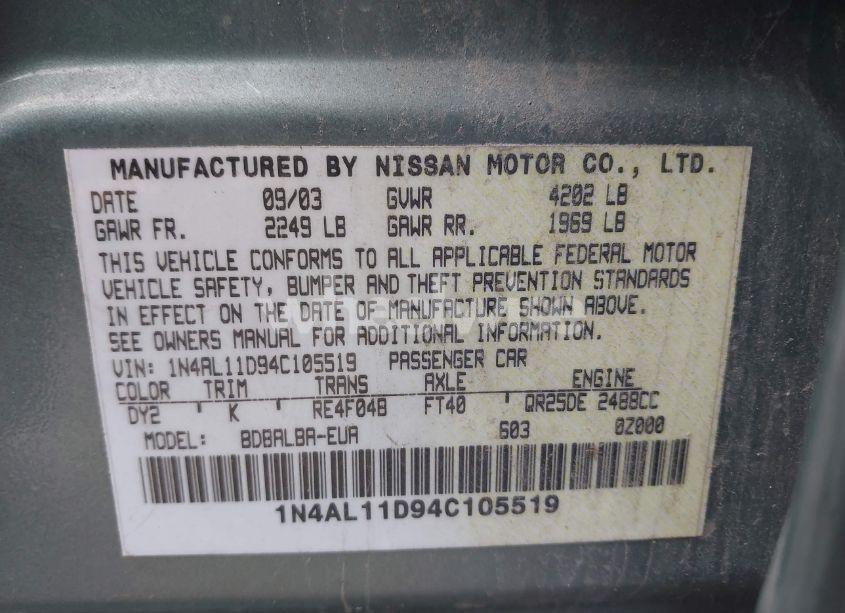 MANUFACTURED BY NISSAN MOTOR CO., LTD.
DATE 09/03 GVWR 4202 LB
GAWR FR. 2249 LB GAWR RR. 1969 LB
THIS VEHICLE CONFORMS TO ALL APPLICABLE FEDERAL MOTOR
VEHICLE SAFETY, BUMPER AND THEFT PREVENTION STANDARDS
IN EFFECT ON THE DATE OF MANUFACTURE SHOWN ABOVE.
SEE OWNERS MANUAL FOR ADDITIONAL INFORMATION.
VIN: 1N4AL11D94C105519 PASSENGER CAR
COLOR TRIM TRANS AXLE ENGINE
DY2 ' K ' RE4F04B FT40 QR25DE 2488CC
MODEL: BDBALBA-EUA 603 0Z000
1N4AL11D94C105519